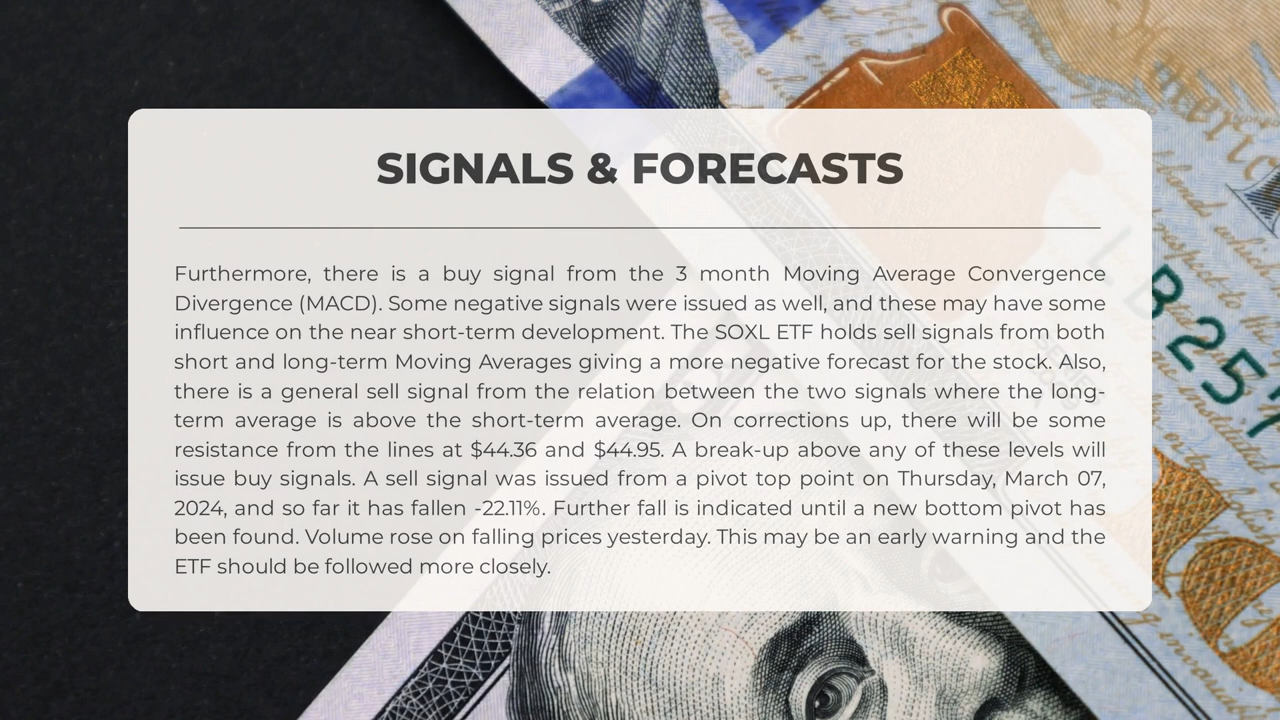 SIGNALS & FORECASTS
Furthermore, there is a buy signal from the 3 month Moving Average Convergence
Divergence (MACD). Some negative signals were issued as well, and these may have some
influence on the near short-term development. The SOXL ETF holds sell signals from both
short and long-term Moving Averages giving a more negative forecast for the stock. Also,
there is a general sell signal from the relation between the two signals where the long-
term average is above the short-term average. On corrections up, there will be some
resistance from the lines at $44.36 and $44.95. A break-up above any of these levels will
issue buy signals. A sell signal was issued from a pivot top point on Thursday, March 07,
2024, and so far it has fallen -22.11%. Further fall is indicated until a new bottom pivot has
been found. Volume rose on falling prices yesterday. This may be an early warning and the
ETF should be followed more closely.
LB257